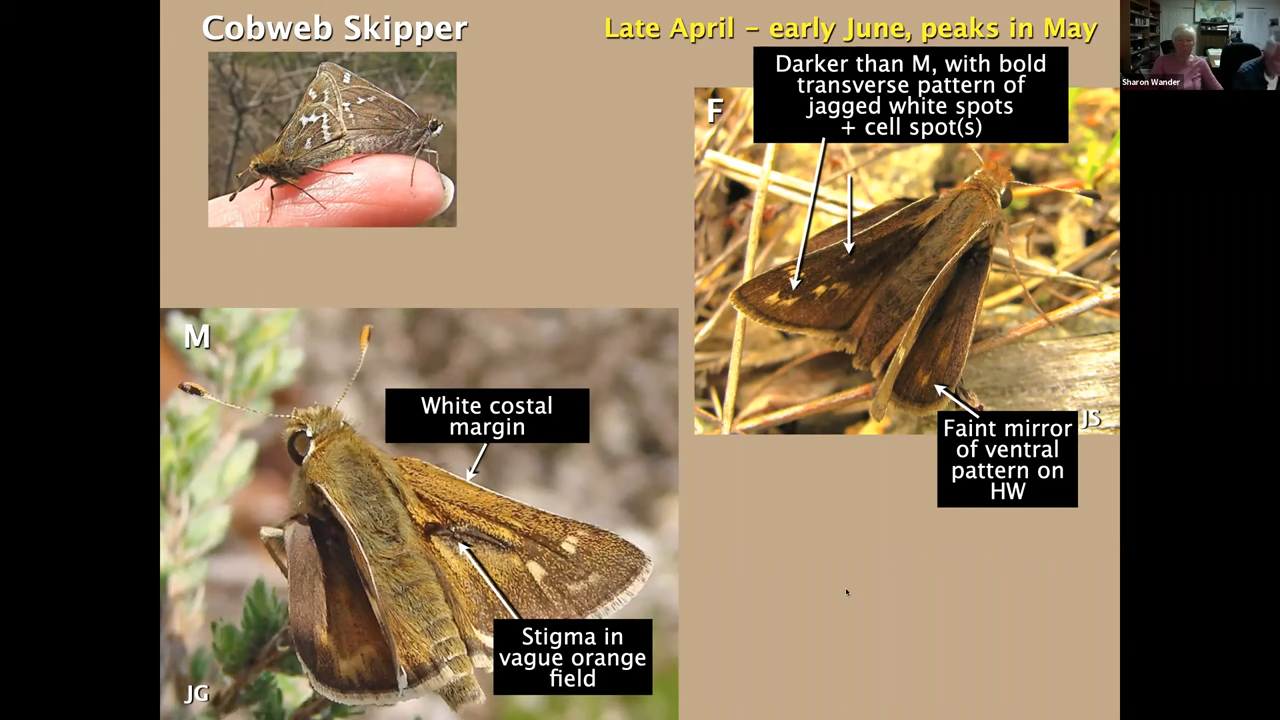 Cobweb Skipper
Late April – early June, peaks in May
Sharon Wander
F
Darker than M, with bold
transverse pattern of
jagged white spots
+ cell spot(s)
JS
Faint mirror
of ventral
pattern on
HW
M
White costal
margin
Stigma in
vague orange
field
JG